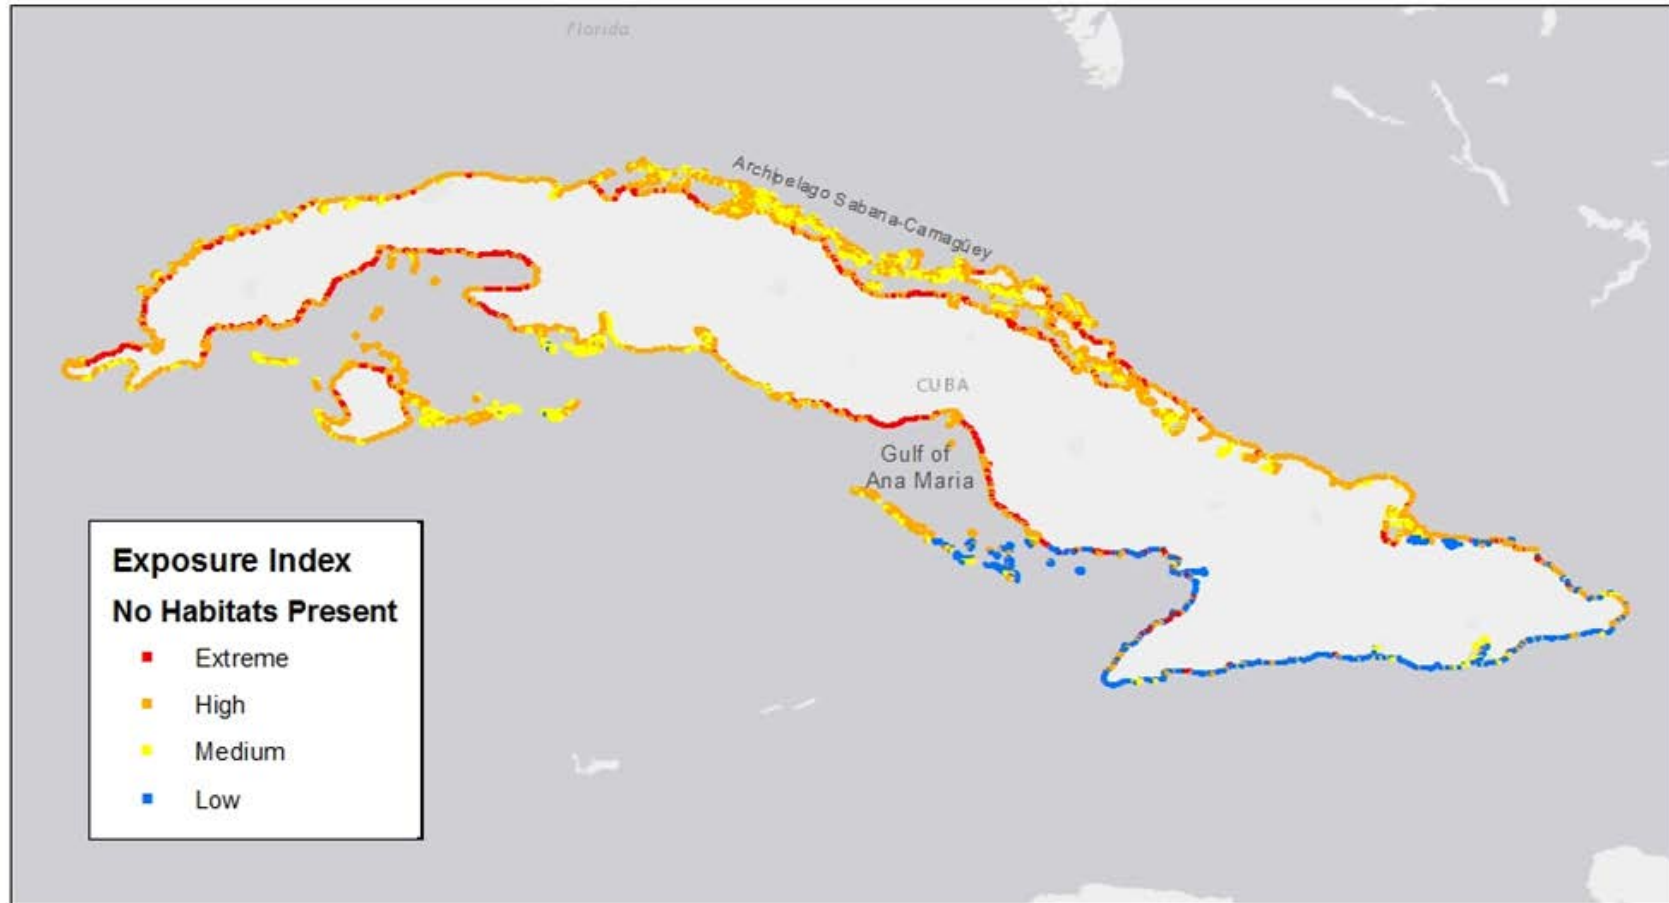 Florida
Archipelago Sabana-Camagüey
CUBA
Gulf of
Ana Maria
Exposure Index
No Habitats Present
Extreme
High
Medium
Low